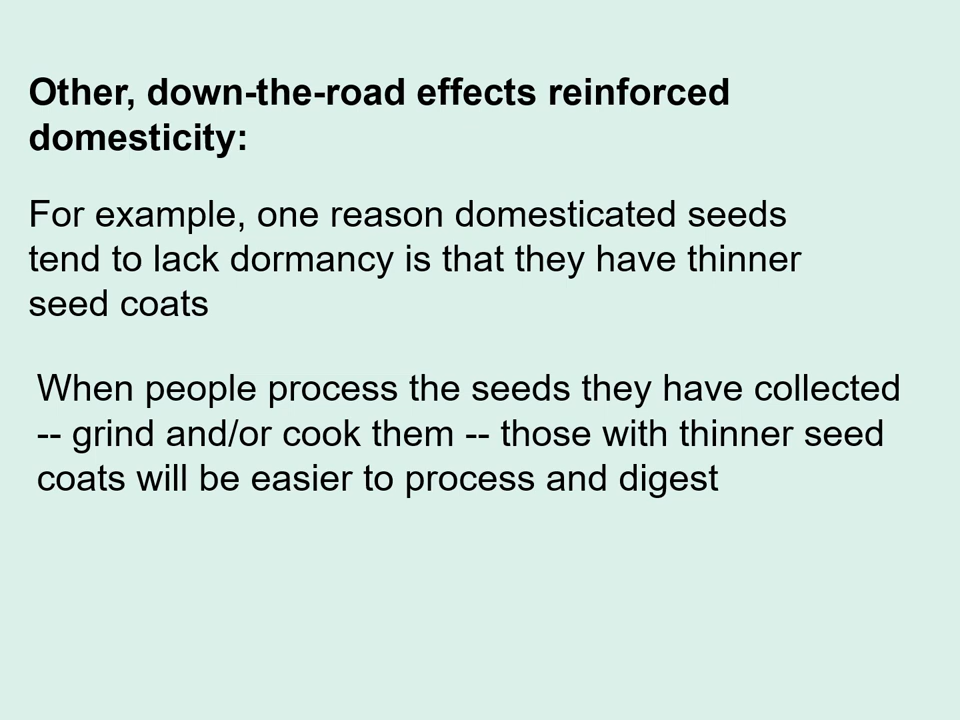 Other, down-the-road effects reinforced
domesticity:
For example, one reason domesticated seeds
tend to lack dormancy is that they have thinner
seed coats
When people process the seeds they have collected
-- grind and/or cook them -- those with thinner seed
coats will be easier to process and digest